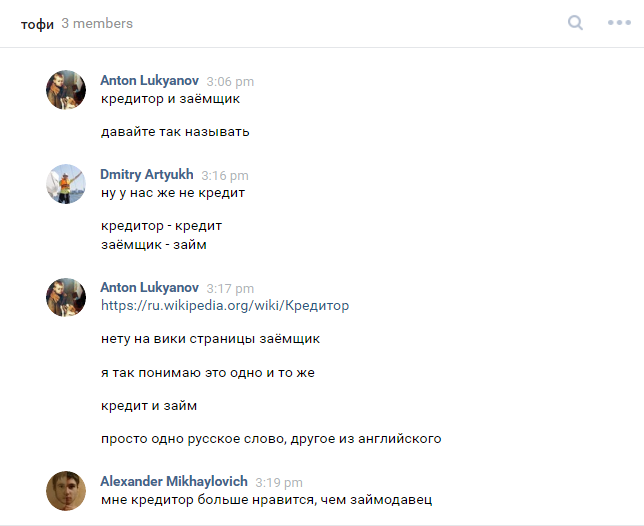 тофи 3 members
Anton Lukyanov 3:06 pm
кредитор и заёмщик
давайте так называть
Dmitry Artyukh 3:16 pm
ну у нас же не кредит
кредитор - кредит
заёмщик - займ
Anton Lukyanov 3:17 pm
https://ru.wikipedia.org/wiki/Кредитор
нету на вики страницы заёмщик
я так понимаю это одно и то же
кредит и займ
просто одно русское слово, другое из английского
Alexander Mikhaylovich 3:19 pm
мне кредитор больше нравится, чем займодавец